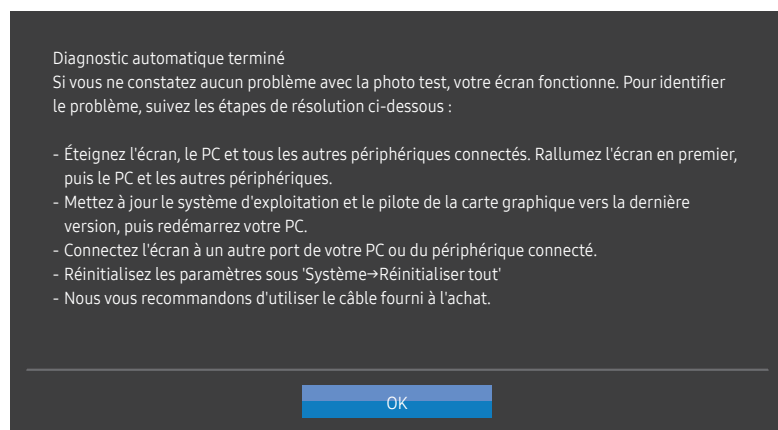 Diagnostic automatique terminé
Si vous ne constatez aucun problème avec la photo test, votre écran fonctionne. Pour identifier
le problème, suivez les étapes de résolution ci-dessous :
- Éteignez l'écran, le PC et tous les autres périphériques connectés. Rallumez l'écran en premier,
puis le PC et les autres périphériques.
- Mettez à jour le système d'exploitation et le pilote de la carte graphique vers la dernière
version, puis redémarrez votre PC.
- Connectez l'écran à un autre port de votre PC ou du périphérique connecté.
- Réinitialisez les paramètres sous 'Système→Réinitialiser tout'
- Nous vous recommandons d'utiliser le câble fourni à l'achat.
OK